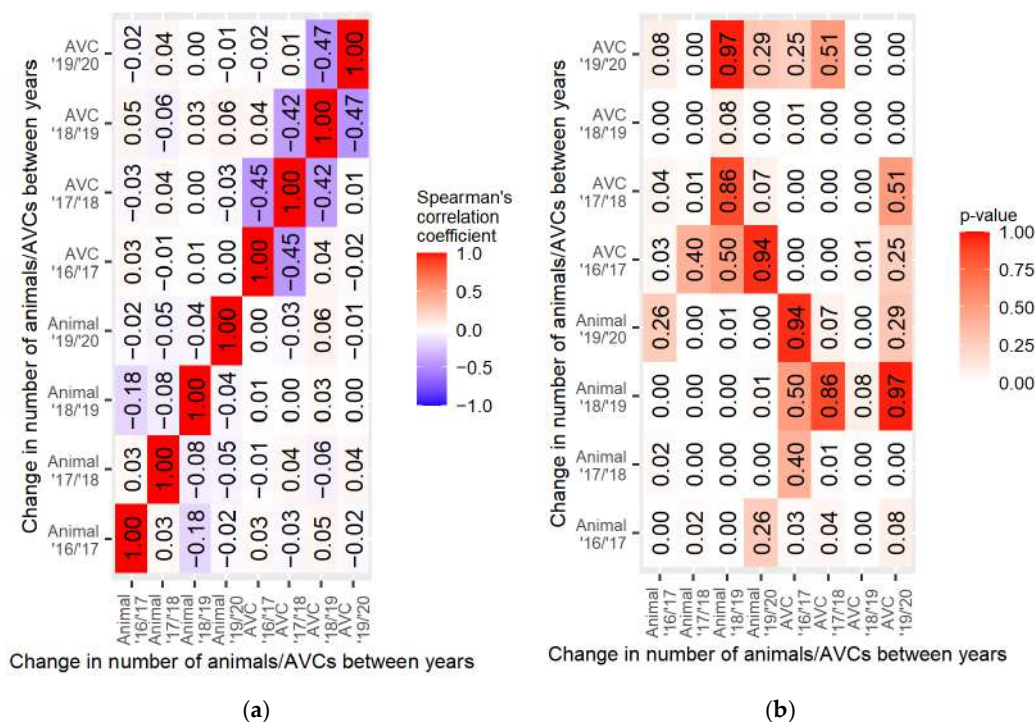 Change in number of animals/AVCs between years
AVC
'19/'20
−0.02 0.04 0.00 −0.01 −0.02 0.01 −0.47 1.00
AVC
'18/'19
0.05 −0.06 0.03 0.06 0.04 −0.42 1.00 −0.47
AVC
'17/'18
−0.03 0.04 0.00 −0.03 −0.45 1.00 −0.42 0.01
AVC
'16/'17
0.03 −0.01 0.01 0.00 1.00 −0.45 0.04 −0.02
Animal
'19/'20
−0.02 −0.05 −0.04 1.00 0.00 −0.03 0.06 −0.01
Animal
'18/'19
−0.18 −0.08 1.00 −0.04 0.01 0.00 0.03 0.00
Animal
'17/'18
0.03 1.00 −0.08 −0.05 −0.01 0.04 −0.06 0.04
Animal
'16/'17
1.00 0.03 −0.18 −0.02 0.03 −0.03 0.05 −0.02
Animal
'16/'17
Animal
'17/'18
Animal
'18/'19
Animal
'19/'20
AVC
'16/'17
AVC
'17/'18
AVC
'18/'19
AVC
'19/'20
Change in number of animals/AVCs between years
Spearman's
correlation
coefficient
1.0
0.5
0.0
−0.5
−1.0
(a)
Change in number of animals/AVCs between years
AVC
'19/'20
0.08 0.00 0.97 0.29 0.25 0.51 0.00 0.00
AVC
'18/'19
0.00 0.00 0.08 0.00 0.01 0.00 0.00 0.00
AVC
'17/'18
0.04 0.01 0.86 0.07 0.00 0.00 0.00 0.51
AVC
'16/'17
0.03 0.40 0.50 0.94 0.00 0.00 0.01 0.25
Animal
'19/'20
0.26 0.00 0.01 0.00 0.94 0.07 0.00 0.29
Animal
'18/'19
0.00 0.00 0.00 0.01 0.50 0.86 0.08 0.97
Animal
'17/'18
0.02 0.00 0.00 0.00 0.40 0.01 0.00 0.00
Animal
'16/'17
0.00 0.02 0.00 0.26 0.03 0.04 0.00 0.08
Animal
'16/'17
Animal
'17/'18
Animal
'18/'19
Animal
'19/'20
AVC
'16/'17
AVC
'17/'18
AVC
'18/'19
AVC
'19/'20
Change in number of animals/AVCs between years
p-value
1.00
0.75
0.50
0.25
0.00
(b)